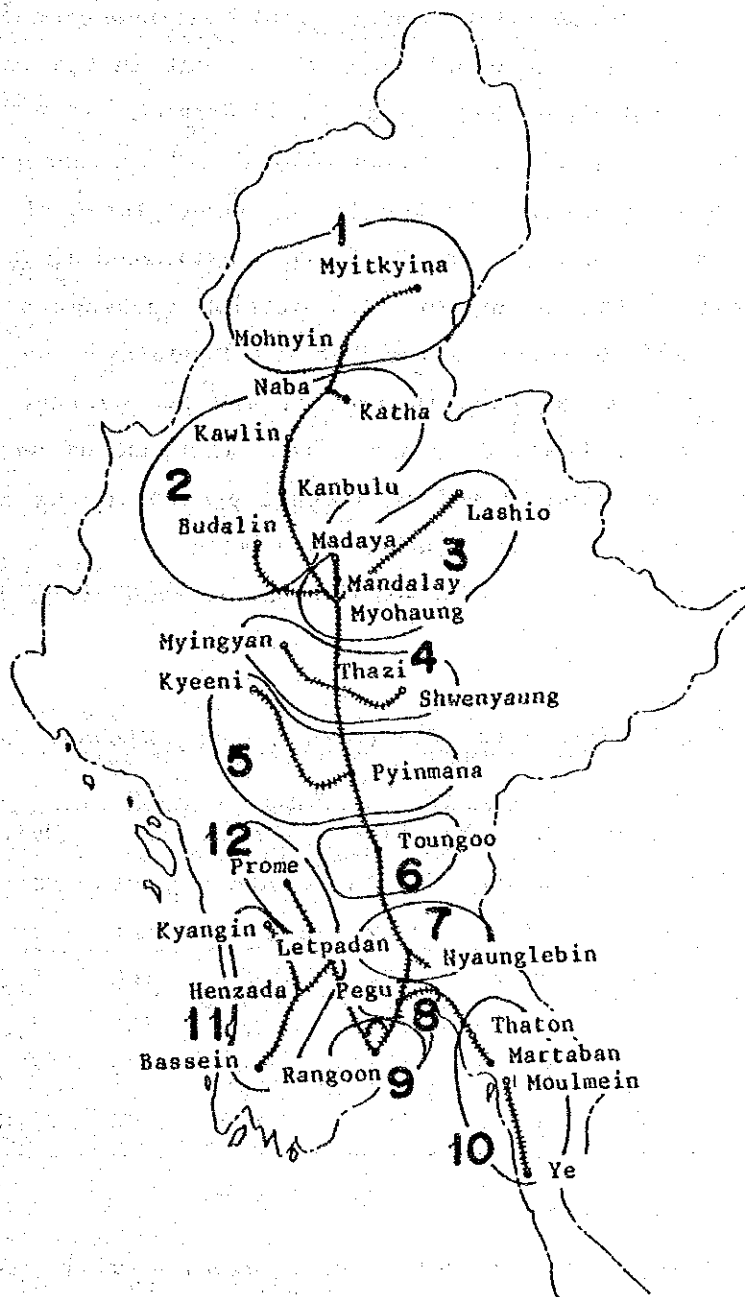 1
Myitkyina
Mohnyin
Naba
Katha
Kawlin
2
Kanbulu
Lashio
Budalin
Madaya
3
Mandalay
Myohaung
Myingyan
4
Thazi
Kyeeni
Shwenyaung
5
Pyinmana
12
Toungoo
Prome
6
7
Kyangin
Letpadan
Nyaunglebin
Henzada
Pegu
8
11
Thaton
Bassein
Martaban
Rangoon
9
Moulmein
10
Ye